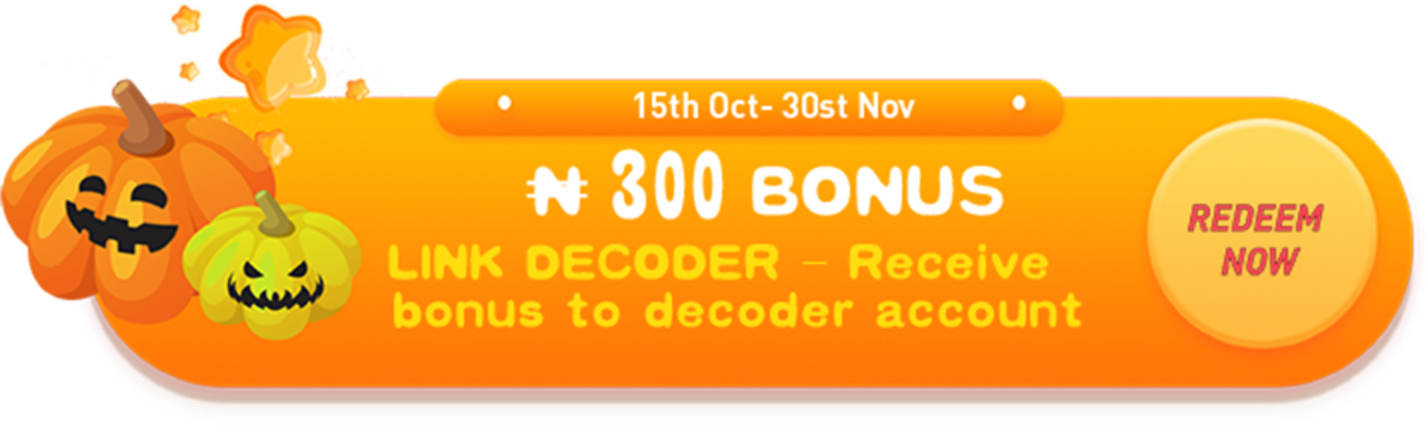 15th Oct- 30st Nov
₦ 300 BONUS
LINK DECODER – Receive
bonus to decoder account
REDEEM
NOW